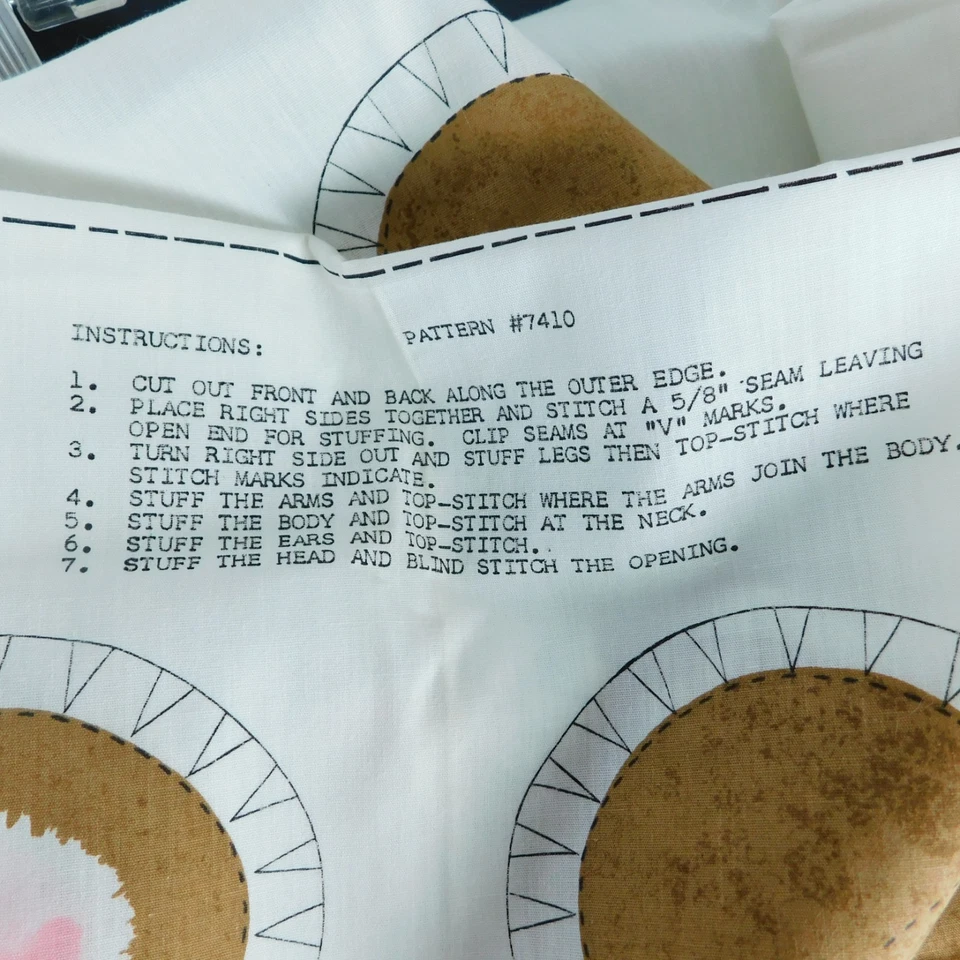 INSTRUCTIONS: PATTERN #7410
1. CUT OUT FRONT AND BACK ALONG THE OUTER EDGE.
2. PLACE RIGHT SIDES TOGETHER AND STITCH A 5/8" SEAM LEAVING
OPEN END FOR STUFFING. CLIP SEAMS AT "V" MARKS.
3. TURN RIGHT SIDE OUT AND STUFF LEGS THEN TOP-STITCH WHERE
STITCH MARKS INDICATE.
4. STUFF THE ARMS AND TOP-STITCH WHERE THE ARMS JOIN THE BODY.
5. STUFF THE BODY AND TOP-STITCH AT THE NECK.
6. STUFF THE EARS AND TOP-STITCH.
7. STUFF THE HEAD AND BLIND STITCH THE OPENING.